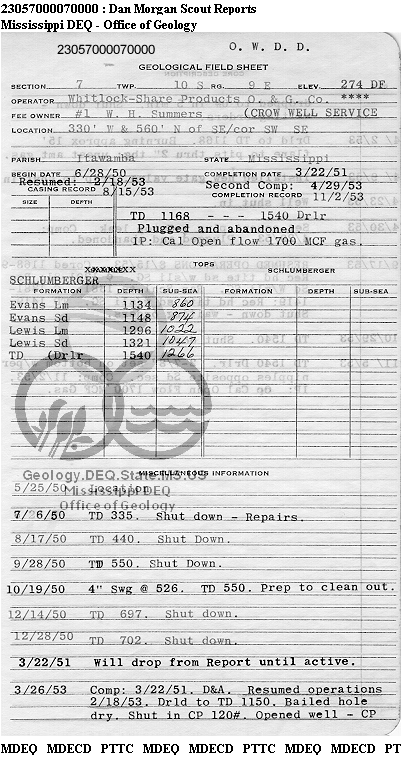 23057000070000 : Dan Morgan Scout Reports
Mississippi DEQ - Office of Geology
23057000070000 O. W. D. D.
GEOLOGICAL FIELD SHEET
SECTION 7 TWP. 10 S RG. 9 E ELEV. 274 DF
OPERATOR Whitlock-Share Products O. & G. Co. ****
FEE OWNER #1 W. H. Summers (CROW WELL SERVICE
LOCATION 330' W & 560' N of SE/cor SW SE
PARISH Itawamba STATE Mississippi
BEGIN DATE 6/28/50 COMPLETION DATE 3/22/51
Resumed: 2/18/53 Second Comp: 4/29/53
CASING RECORD 8/15/53 COMPLETION RECORD 11/2/53
SIZE DEPTH
TD 1168 - - - 1540 Drlr
Plugged and abandoned.
IP: Cal Open flow 1700 MCF gas.
TOPS
SCHLUMBERGER SCHLUMBERGER
FORMATION DEPTH SUB-SEA FORMATION DEPTH SUB-SEA
Evans Lm 1134 860
Evans Sd 1148 874
Lewis Lm 1296 1022
Lewis Sd 1321 1047
TD (Drlr 1540 1266
MISCELLANEOUS INFORMATION
Geology.DEQ.State.MS.US
5/25/50 Location
Mississippi DEQ
Office of Geology
7/26/50 TD 335. Shut down - Repairs.
8/17/50 TD 440. Shut Down.
9/28/50 TD 550. Shut Down.
10/19/50 4" Swg @ 526. TD 550. Prep to clean out.
12/14/50 TD 697. Shut down.
12/28/50 TD 702. Shut down.
3/22/51 Will drop from Report until active.
3/26/53 Comp: 3/22/51. D&A. Resumed operations
2/18/53. Drld to TD 1150. Bailed hole
dry. Shut in CP 120#. Opened well - CP
MDEQ MDECD PTTC MDEQ MDECD PTTC MDEQ MDECD PT